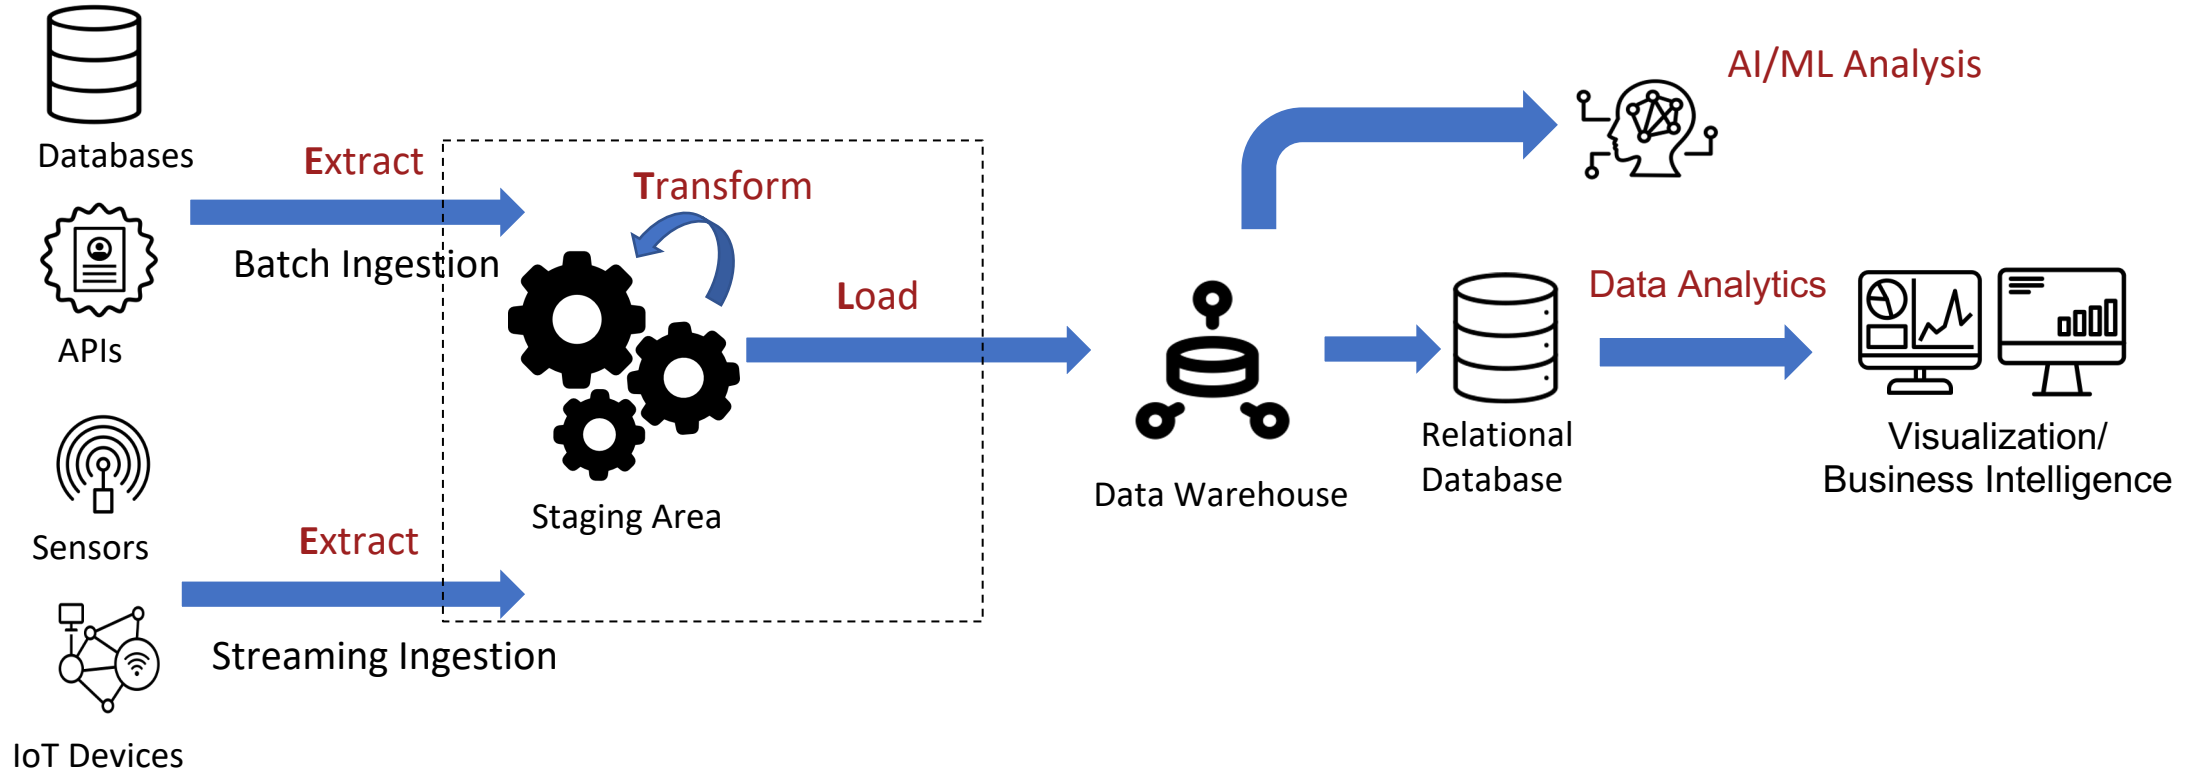 Databases
APIs
Sensors
IoT Devices
Extract
Batch Ingestion
Extract
Streaming Ingestion
Transform
Staging Area
Load
Data Warehouse
AI/ML Analysis
Relational
Database
Data Analytics
Visualization/
Business Intelligence